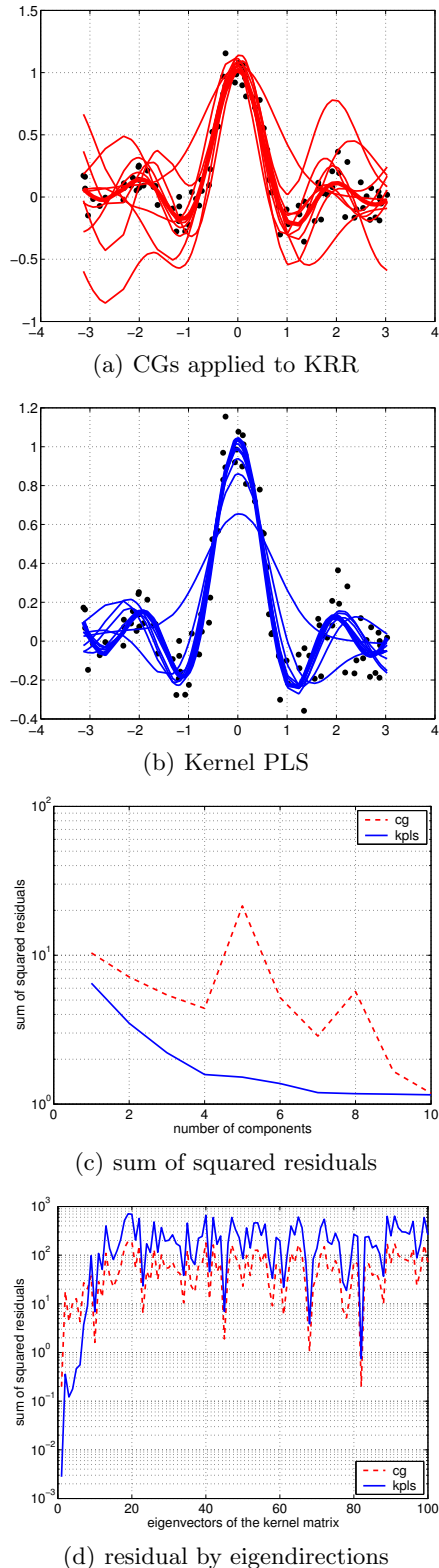 1.5
1
0.5
0
−0.5
−1
−4 −3 −2 −1 0 1 2 3 4
(a) CGs applied to KRR
1.2
1
0.8
0.6
0.4
0.2
0
−0.2
−0.4
−4 −3 −2 −1 0 1 2 3 4
(b) Kernel PLS
10^2
cg
kpls
sum of squared residuals
10^1
10^0
0 2 4 6 8 10
number of components
(c) sum of squared residuals
10^3
10^2
10^1
10^0
10^−1
10^−2
10^−3
sum of squared residuals
cg
kpls
0 20 40 60 80 100
eigenvectors of the kernel matrix
(d) residual by eigendirections